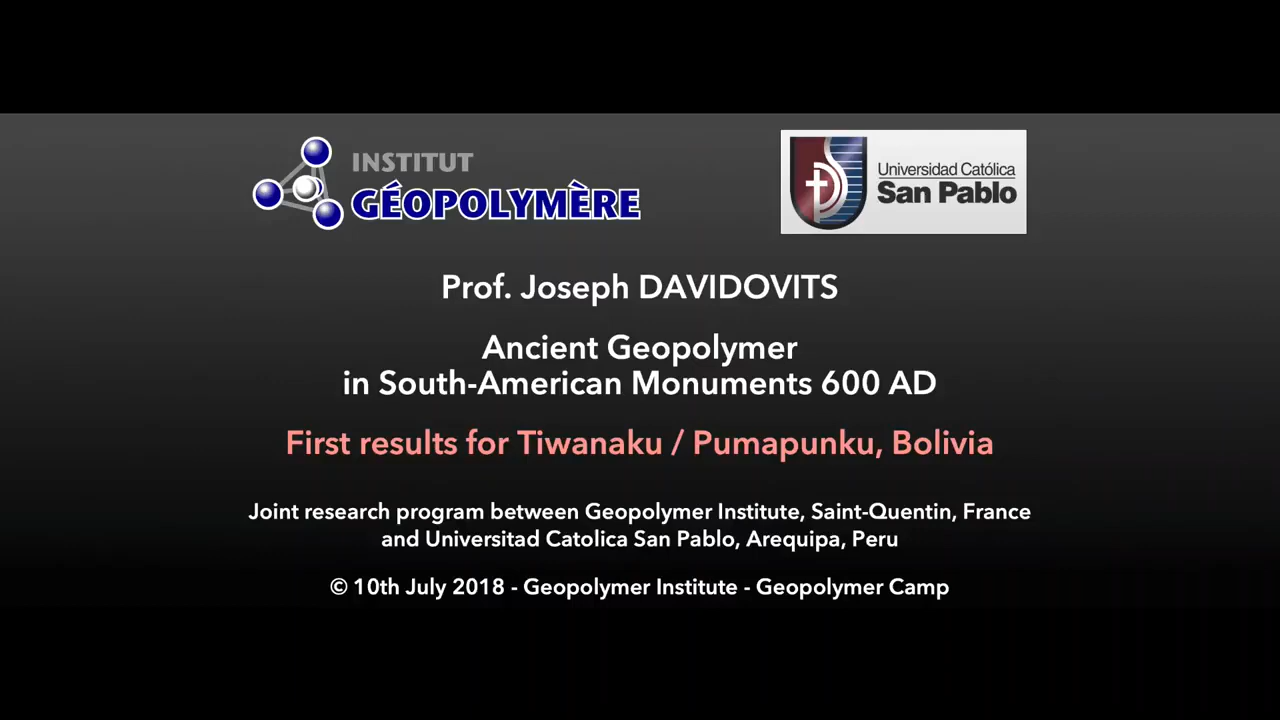 INSTITUT
GÉOPOLYMÈRE
Universidad Católica
San Pablo
Prof. Joseph DAVIDOVITS
Ancient Geopolymer
in South-American Monuments 600 AD
First results for Tiwanaku / Pumapunku, Bolivia
Joint research program between Geopolymer Institute, Saint-Quentin, France
and Universitad Catolica San Pablo, Arequipa, Peru
© 10th July 2018 - Geopolymer Institute - Geopolymer Camp